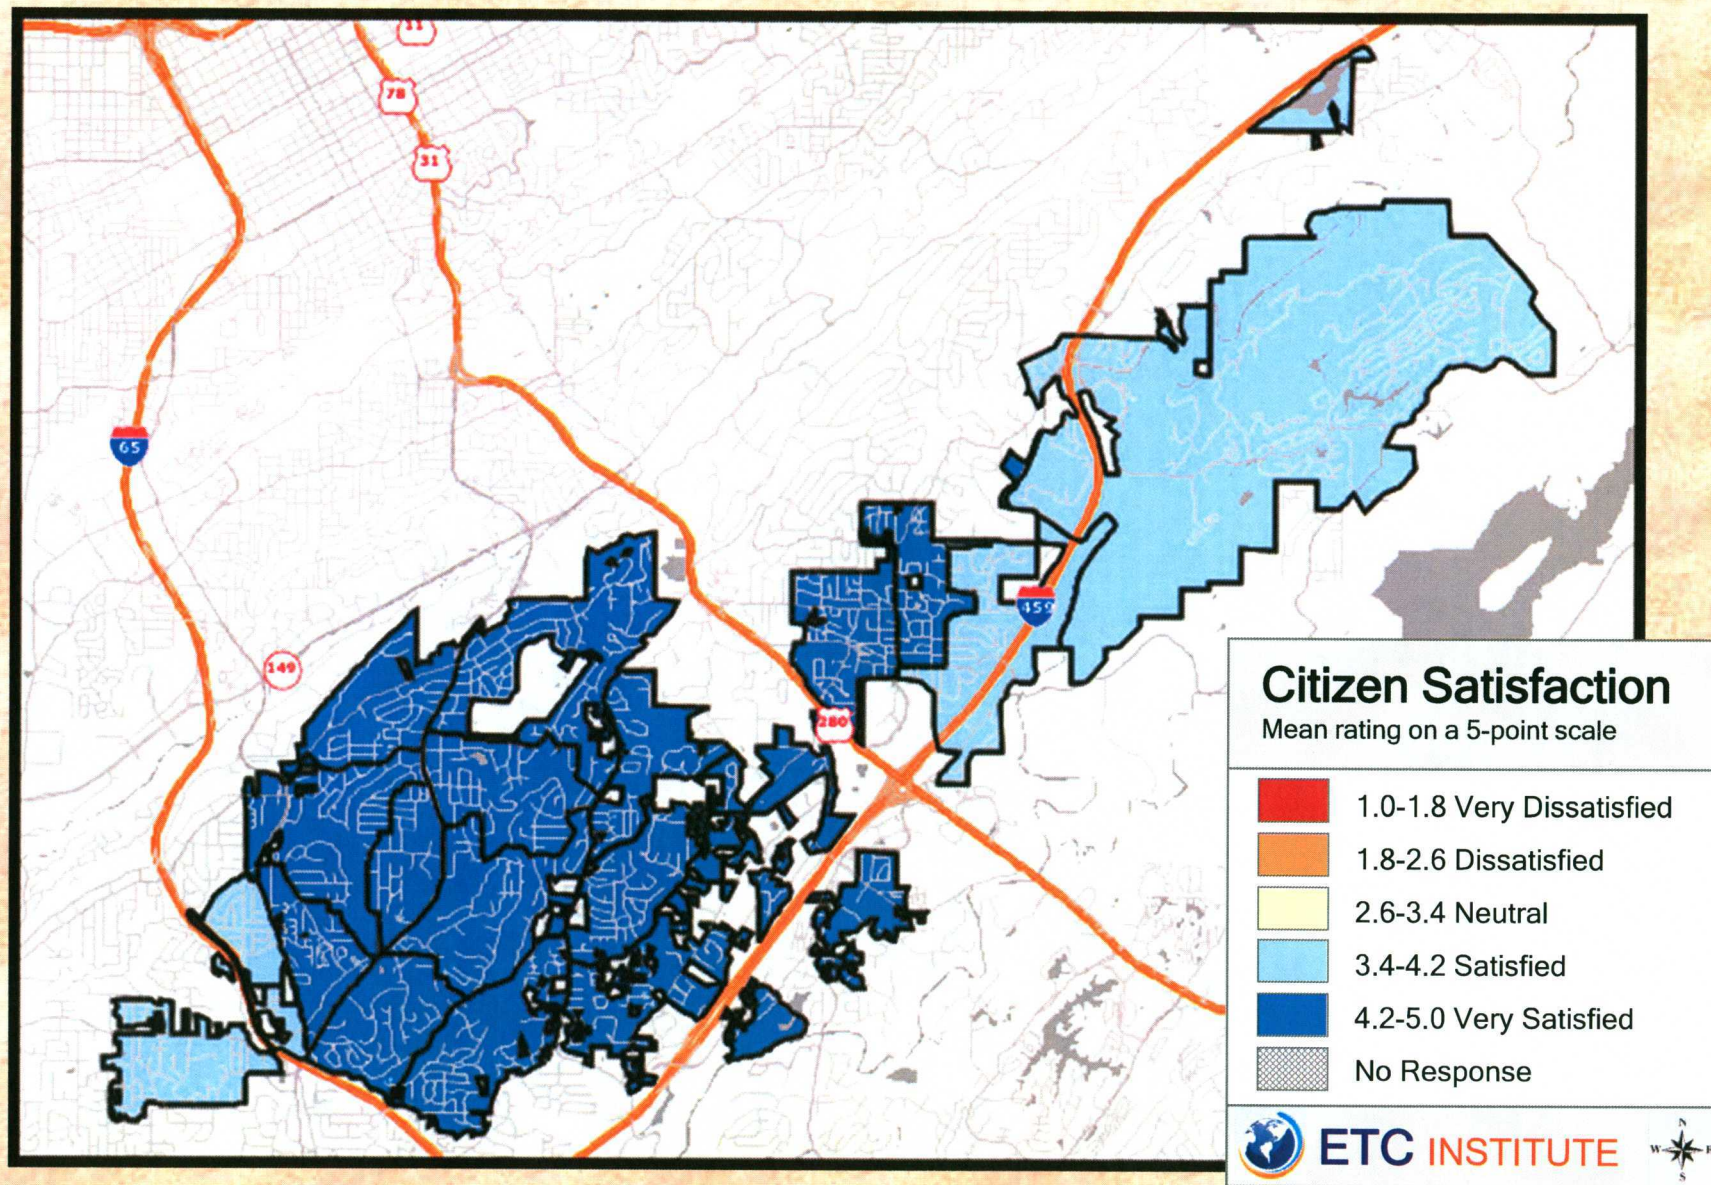 11
78
31
65
149
459
280
Citizen Satisfaction
Mean rating on a 5-point scale
1.0-1.8 Very Dissatisfied
1.8-2.6 Dissatisfied
2.6-3.4 Neutral
3.4-4.2 Satisfied
4.2-5.0 Very Satisfied
No Response
ETC INSTITUTE
N
W E
S